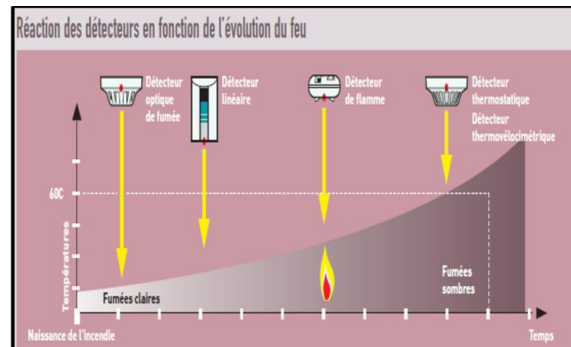 Réaction des détecteurs en fonction de l'évolution du feu
Détecteur
optique
de fumée
Détecteur
linéaire
Détecteur
de flamme
Détecteur
thermostatique
Détecteur
thermovélocimétrique
60C
Températures
Fumées claires
Fumées
sombres
Naissance de l'incendie
Temps